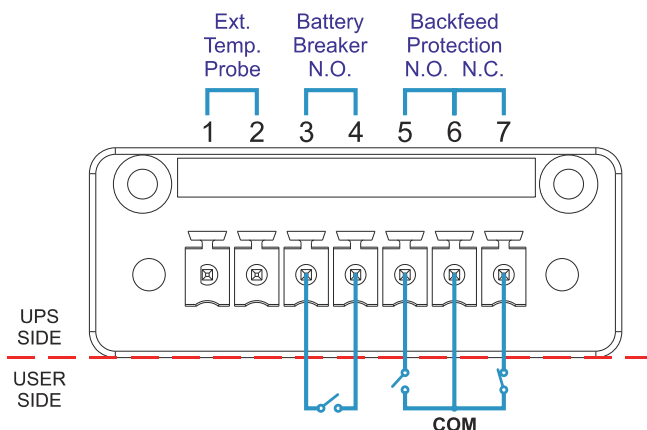 Ext.
Temp.
Probe
Battery
Breaker
N.O.
Backfeed
Protection
N.O. N.C.
1 2 3 4 5 6 7
UPS
SIDE
USER
SIDE
COM